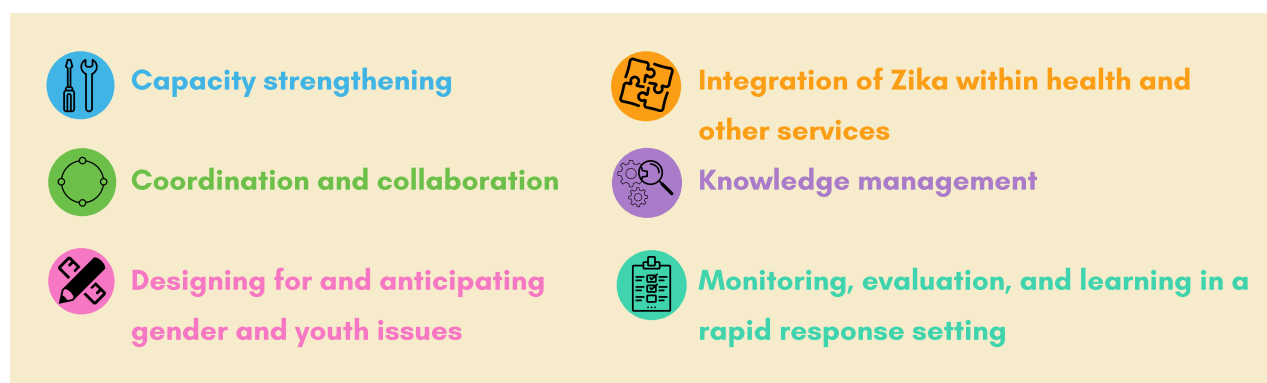 Capacity strengthening
Coordination and collaboration
Designing for and anticipating
gender and youth issues
Integration of Zika within health and
other services
Knowledge management
Monitoring, evaluation, and learning in a
rapid response setting